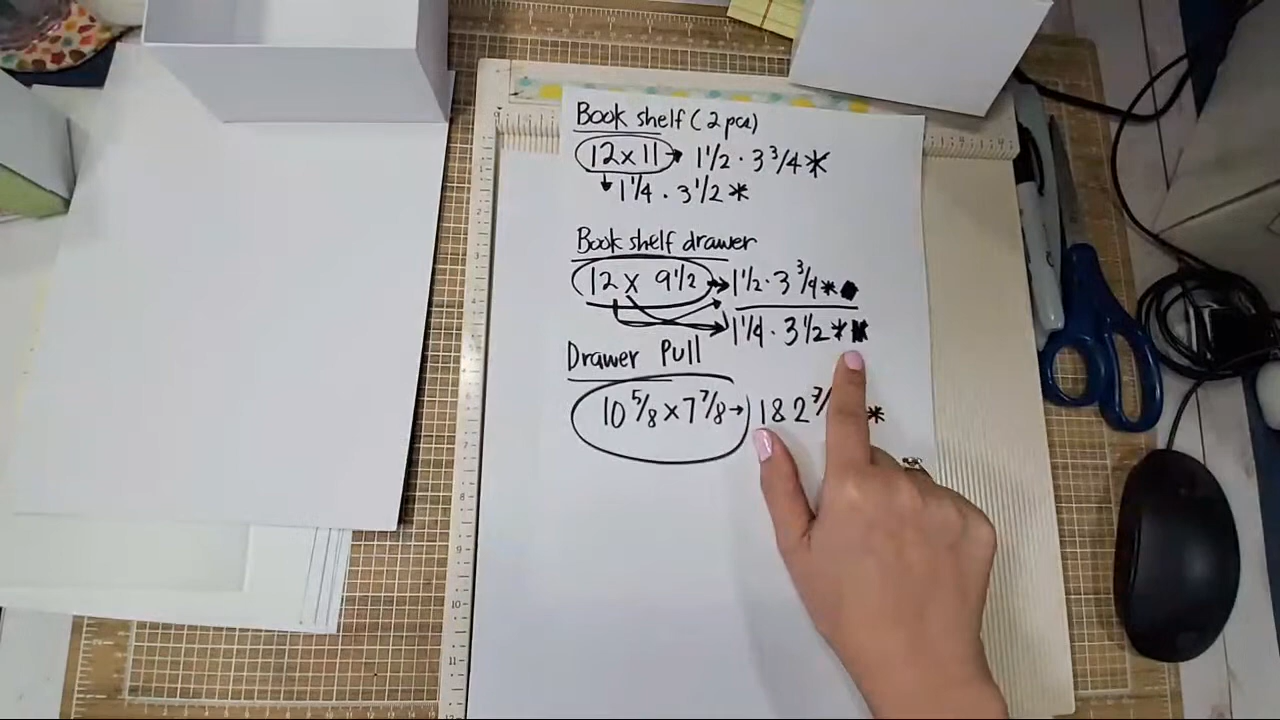 Book shelf (2 pcs)
12 x 11 → 1 1/2 · 3 3/4 *
↓ 1 1/4 · 3 1/2 *
Book shelf drawer
12 x 9 1/2 → 1 1/2 · 3 3/4 *
1 1/4 · 3 1/2 *
Drawer Pull
10 5/8 x 7 7/8 → 1 & 2 7/ *